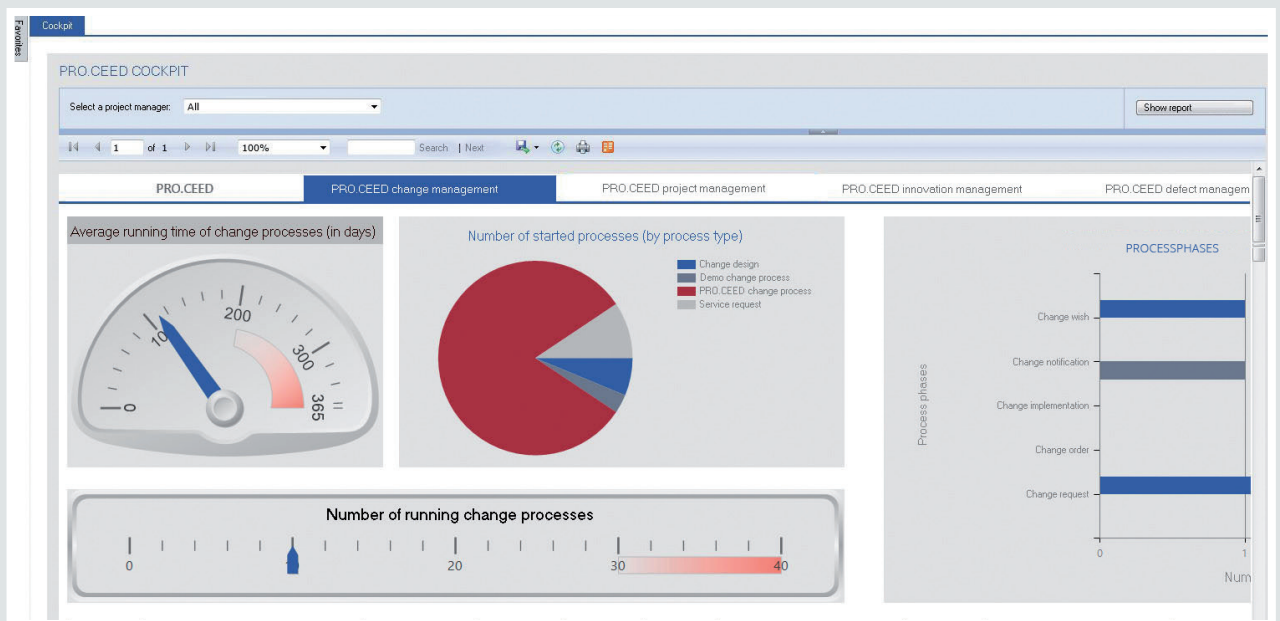 Favorites
Cockpit
PRO.CEED COCKPIT
Select a project manager: All
Show report
1 of 1 100% Search | Next
PRO.CEED
PRO.CEED change management
PRO.CEED project management
PRO.CEED innovation management
PRO.CEED defect managem
Average running time of change processes (in days)
0
200
300
365
Number of started processes (by process type)
Change design
Demo change process
PRO.CEED change process
Service request
PROCESSPHASES
Process phases
Change wish
Change notification
Change implementation
Change order
Change request
0 1
Num
Number of running change processes
0 20 30 40